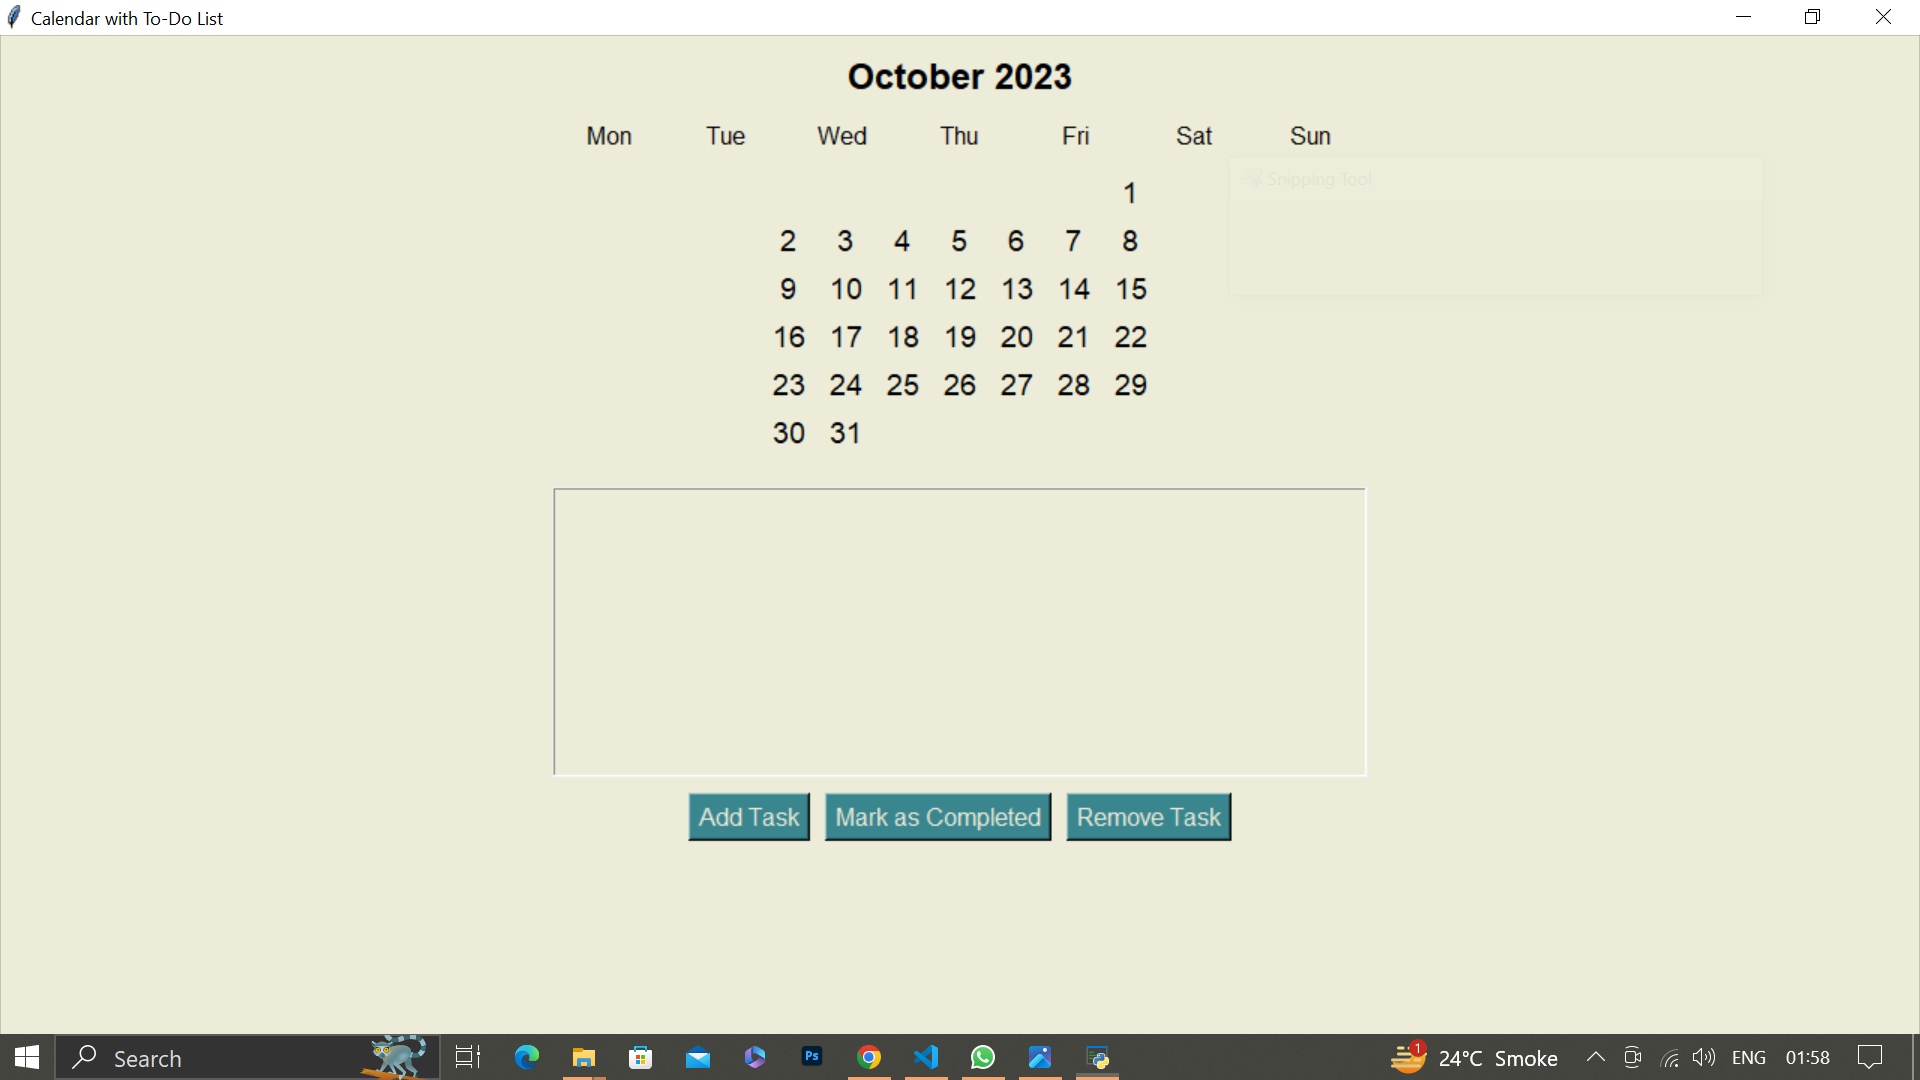 Calendar with To-Do List
October 2023
Mon Tue Wed Thu Fri Sat Sun
Snipping Tool
1
2 3 4 5 6 7 8
9 10 11 12 13 14 15
16 17 18 19 20 21 22
23 24 25 26 27 28 29
30 31
Add Task Mark as Completed Remove Task
Search Ps 1 24°C Smoke ENG 01:58